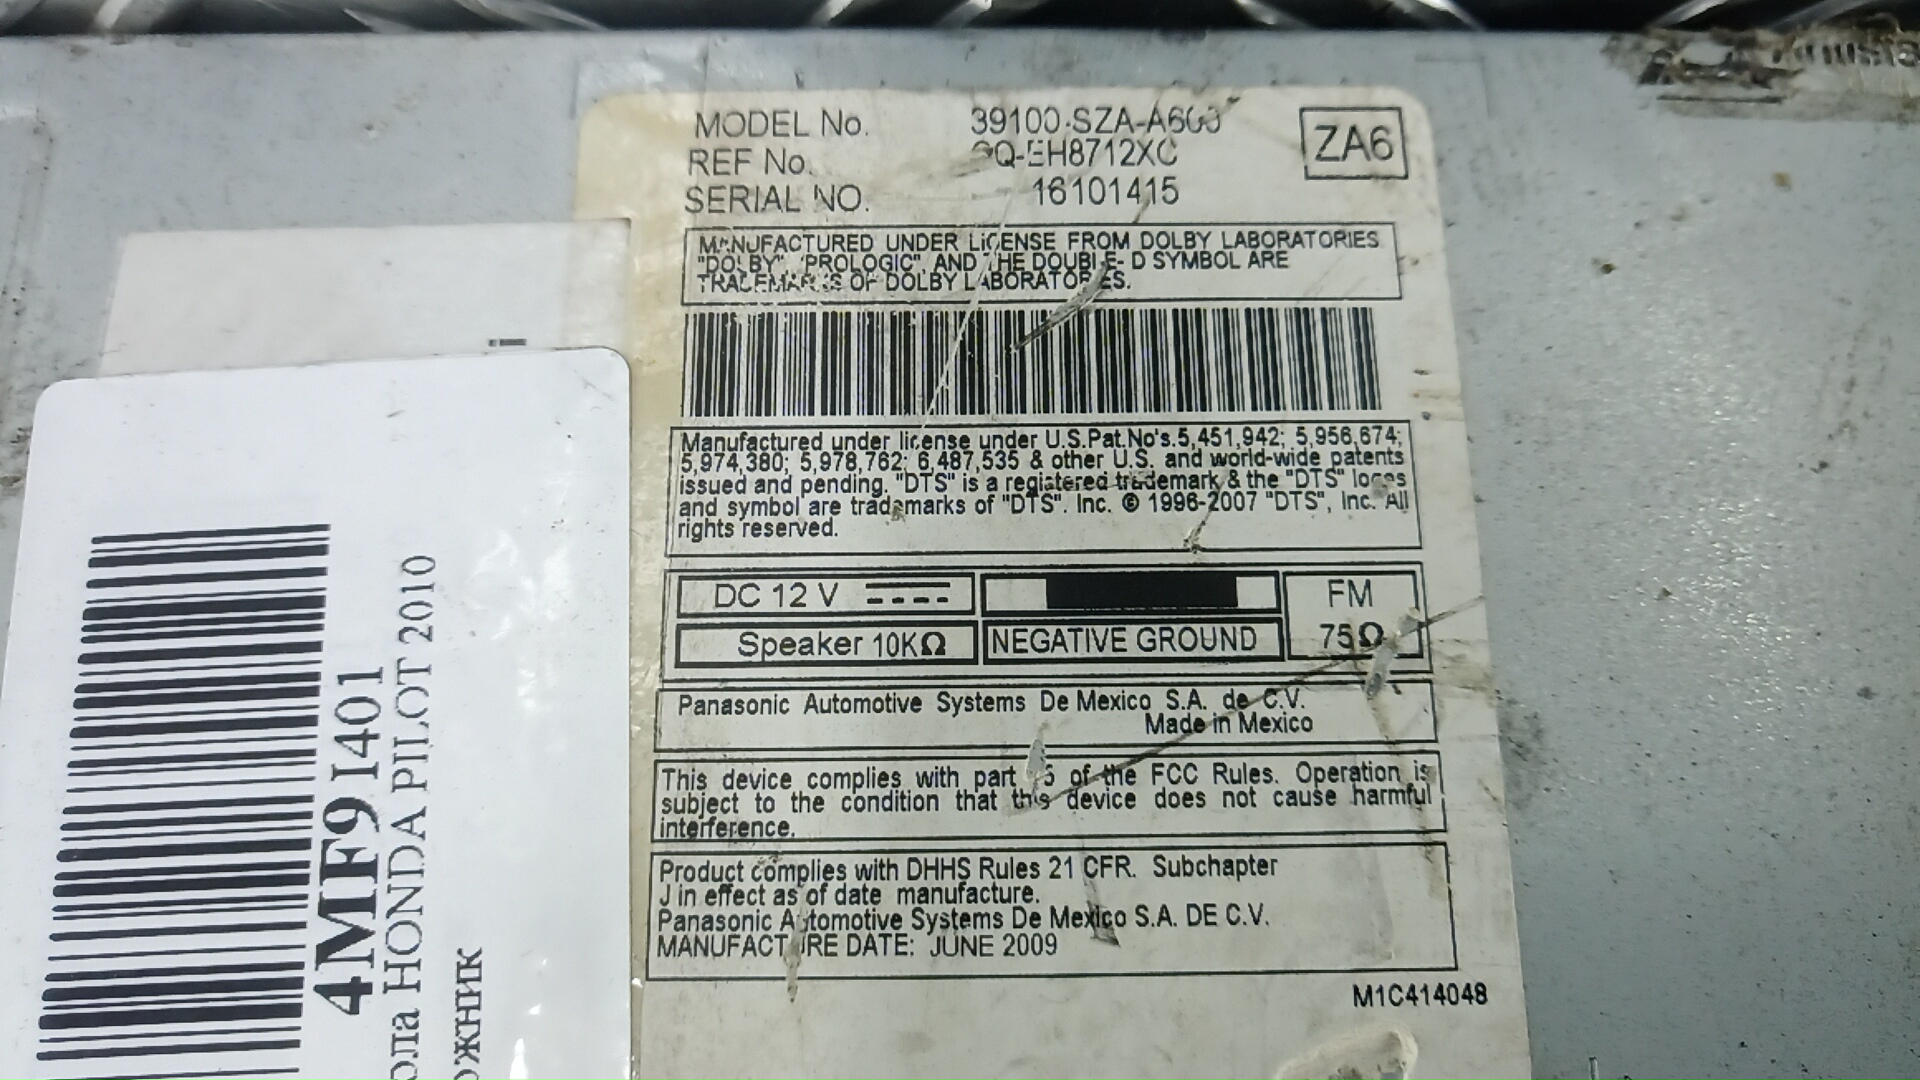 MODEL No. 39100-SZA-A600
REF No. Q-EH8712XC
SERIAL NO. 16101415
ZA6
MANUFACTURED UNDER LICENSE FROM DOLBY LABORATORIES
"DOLBY", "PROLOGIC", AND THE DOUBLE- D SYMBOL ARE
TRADEMARKS OF DOLBY LABORATORIES.
Manufactured under license under U.S.Pat.No's.5,451,942; 5,956,674;
5,974,380; 5,978,762; 6,487,535 & other U.S. and world-wide patents
issued and pending. "DTS" is a registered trademark & the "DTS" logos
and symbol are trademarks of "DTS". Inc. © 1996-2007 "DTS", Inc. All
rights reserved.
DC 12 V
Speaker 10KΩ
NEGATIVE GROUND
FM
75Ω
Panasonic Automotive Systems De Mexico S.A. de C.V.
Made in Mexico
This device complies with part 15 of the FCC Rules. Operation is
subject to the condition that this device does not cause harmful
interference.
Product complies with DHHS Rules 21 CFR. Subchapter
J in effect as of date manufacture.
Panasonic Automotive Systems De Mexico S.A. DE C.V.
MANUFACTURE DATE: JUNE 2009
M1C414048
4MF9I401
ола HONDA PILOT 2010
ожник